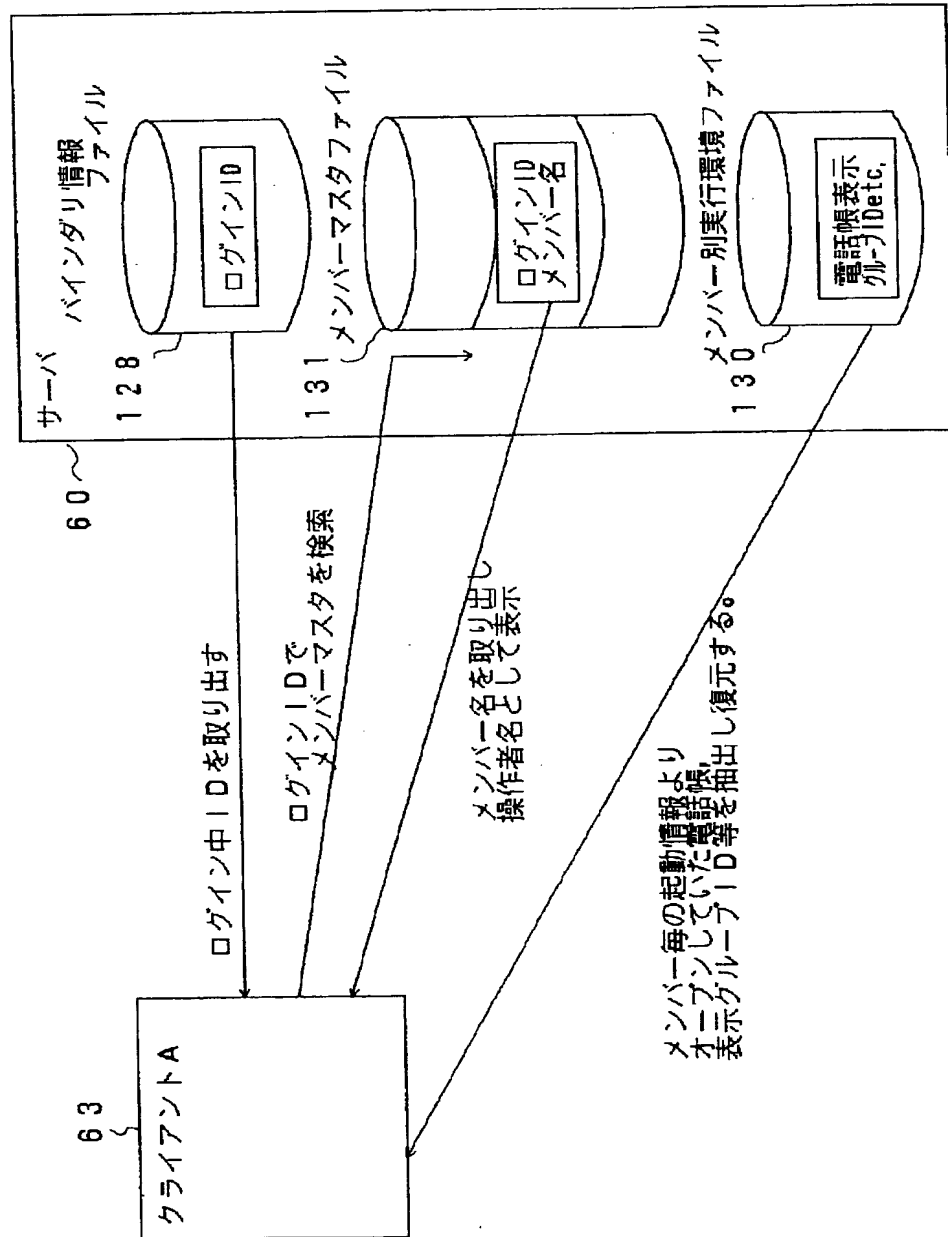 60
サーバ
バインダリ情報
ファイル
ログインID
128
メンバーマスタファイル
ログインID
メンバー名
131
メンバー別実行環境ファイル
電話帳表示
グループIDetc,
130
63
クライアントA
ログイン中IDを取り出す
ログインIDで
メンバーマスタを検索
メンバー名を取り出し
操作者名として表示
メンバー毎の起動情報より
オープンしていた電話帳,
表示グループID等を抽出し復元する。